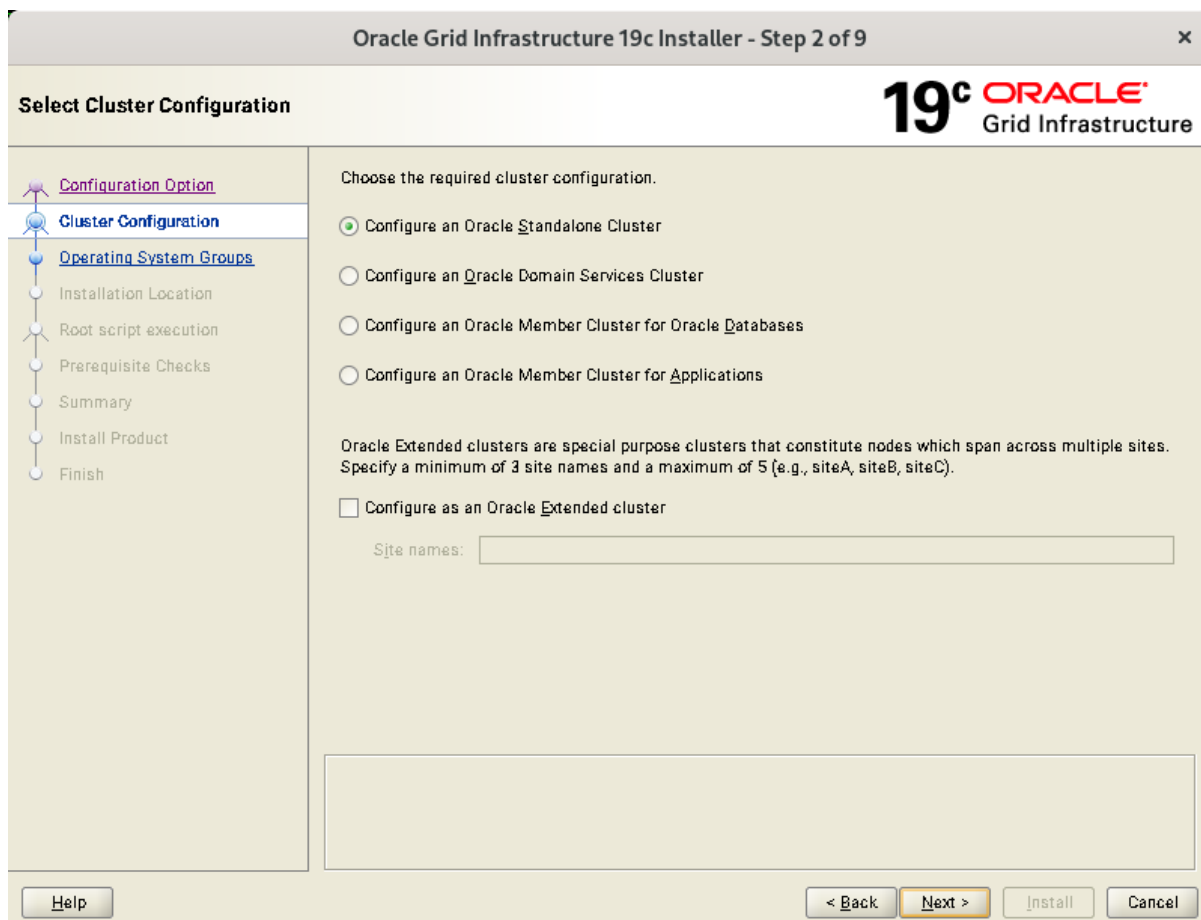 Oracle Grid Infrastructure 19c Installer - Step 2 of 9
×
Select Cluster Configuration
19c ORACLE
Grid Infrastructure
Configuration Option
Cluster Configuration
Operating System Groups
Installation Location
Root script execution
Prerequisite Checks
Summary
Install Product
Finish
Choose the required cluster configuration.
Configure an Oracle Standalone Cluster
Configure an Oracle Domain Services Cluster
Configure an Oracle Member Cluster for Oracle Databases
Configure an Oracle Member Cluster for Applications
Oracle Extended clusters are special purpose clusters that constitute nodes which span across multiple sites.
Specify a minimum of 3 site names and a maximum of 5 (e.g., siteA, siteB, siteC).
Configure as an Oracle Extended cluster
Site names:
Help
< Back
Next >
Install
Cancel